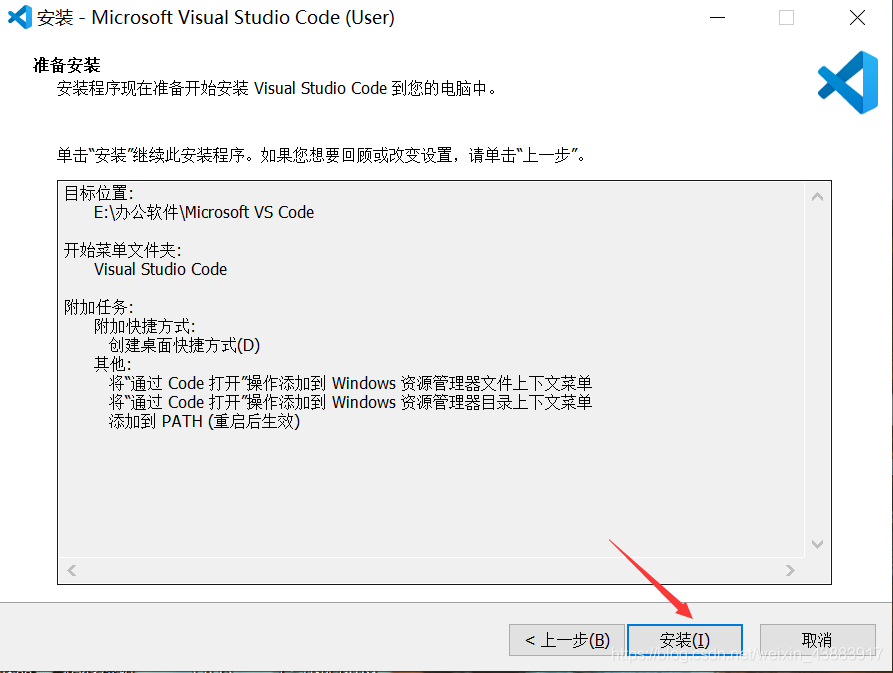 安装 - Microsoft Visual Studio Code (User)
准备安装
安装程序现在准备开始安装 Visual Studio Code 到您的电脑中。
单击“安装”继续此安装程序。如果您想要回顾或改变设置，请单击“上一步”。
目标位置:
E:\办公软件\Microsoft VS Code
开始菜单文件夹:
Visual Studio Code
附加任务:
附加快捷方式:
创建桌面快捷方式(D)
其他:
将“通过 Code 打开”操作添加到 Windows 资源管理器文件上下文菜单
将“通过 Code 打开”操作添加到 Windows 资源管理器目录上下文菜单
添加到 PATH (重启后生效)
< 上一步(B) 安装(I) 取消
https://blog.csdn.net/weixin_43883917